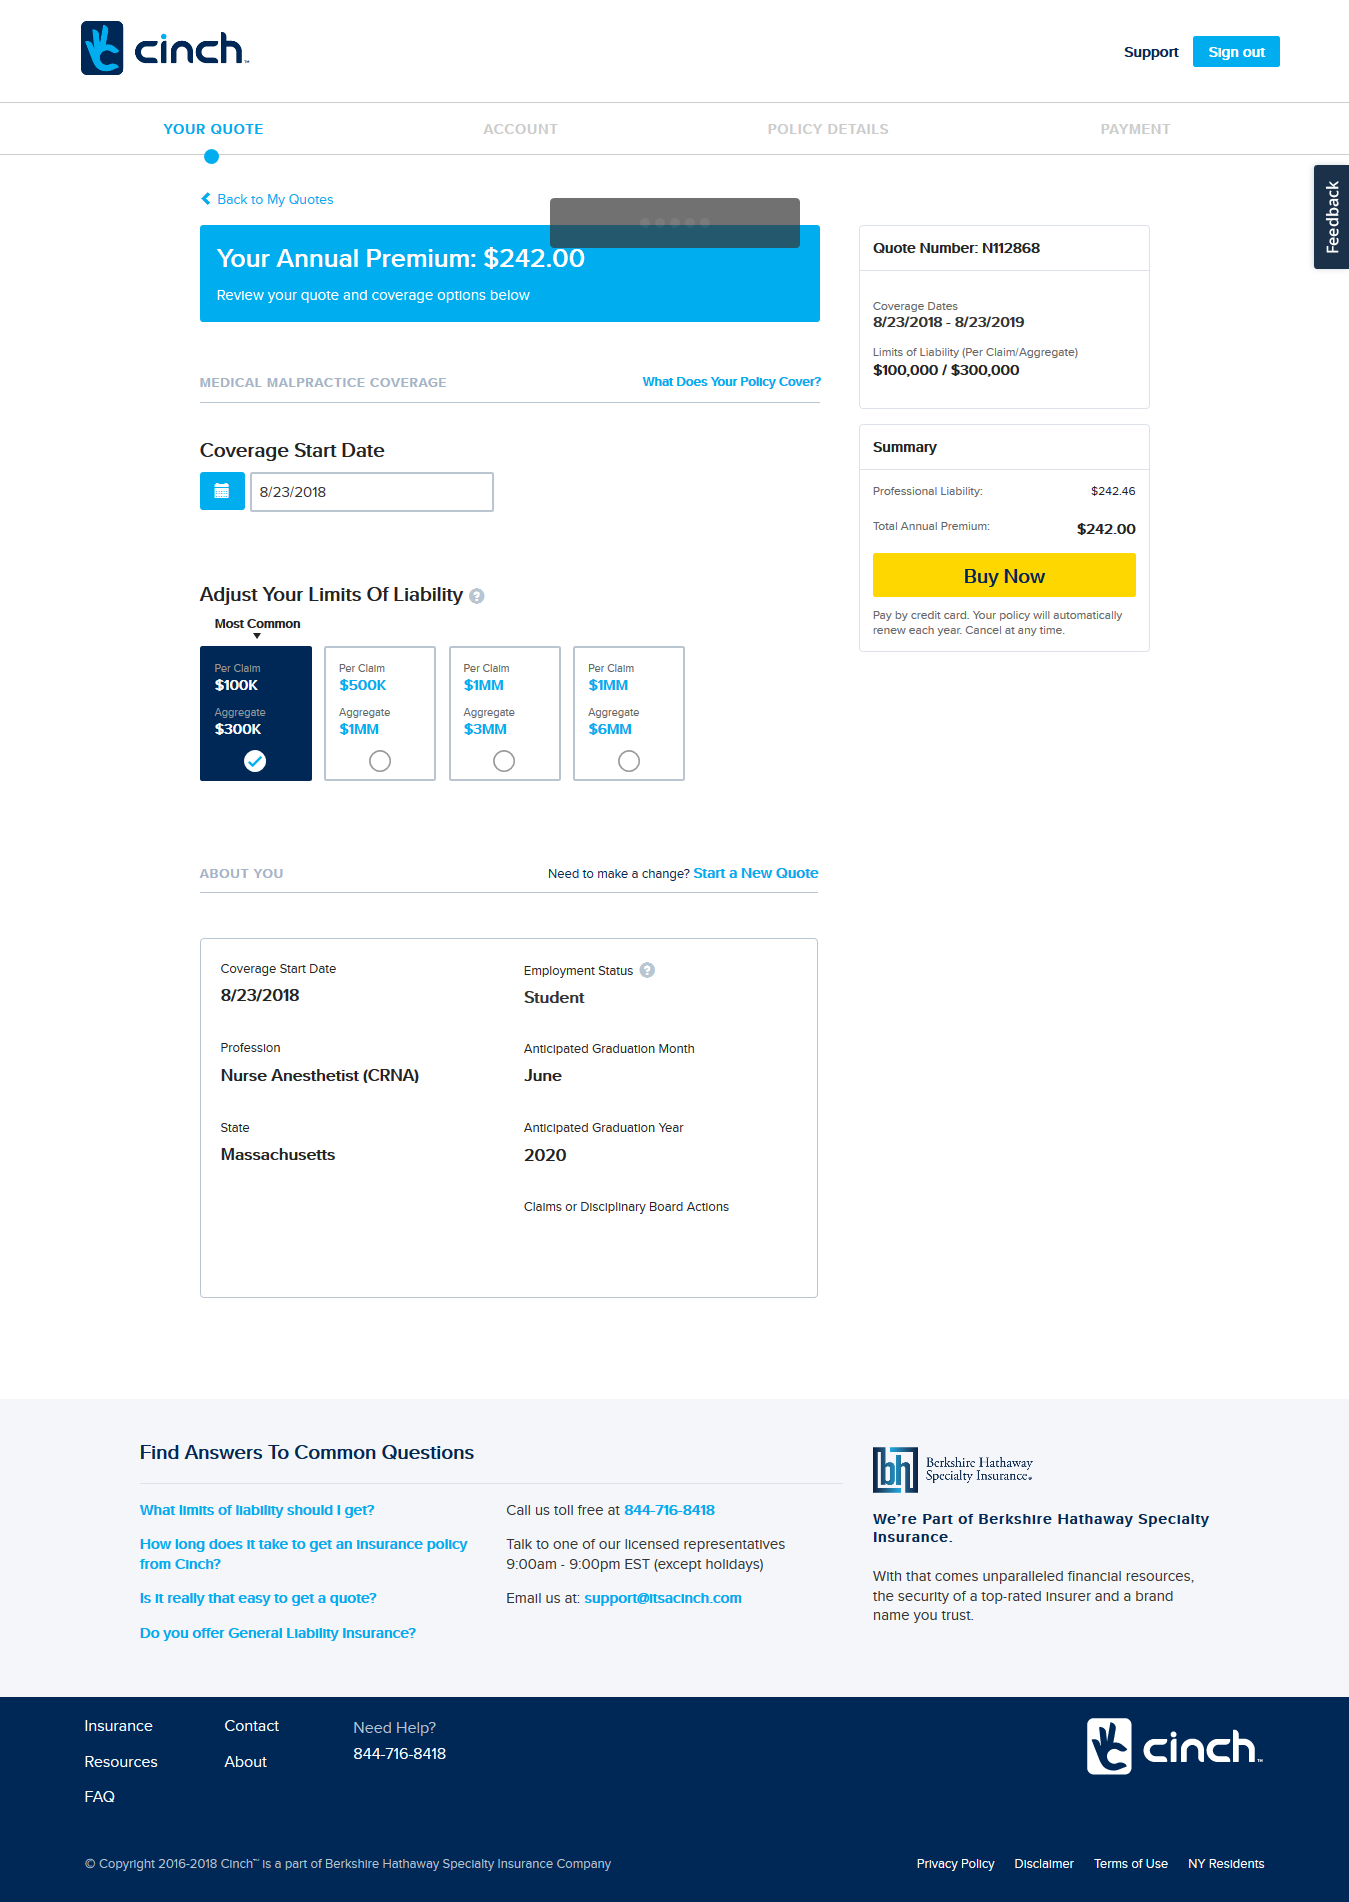 cinch™
Support
Sign out
YOUR QUOTE
ACCOUNT
POLICY DETAILS
PAYMENT
Feedback
Back to My Quotes
Your Annual Premium: $242.00
Review your quote and coverage options below
MEDICAL MALPRACTICE COVERAGE
What Does Your Policy Cover?
Coverage Start Date
8/23/2018
Adjust Your Limits Of Liability ?
Most Common
Per Claim
$100K
Aggregate
$300K
Per Claim
$500K
Aggregate
$1MM
Per Claim
$1MM
Aggregate
$3MM
Per Claim
$1MM
Aggregate
$6MM
Quote Number: N112868
Coverage Dates
8/23/2018 - 8/23/2019
Limits of Liability (Per Claim/Aggregate)
$100,000 / $300,000
Summary
Professional Liability: $242.46
Total Annual Premium: $242.00
Buy Now
Pay by credit card. Your policy will automatically
renew each year. Cancel at any time.
ABOUT YOU
Need to make a change? Start a New Quote
Coverage Start Date
8/23/2018
Profession
Nurse Anesthetist (CRNA)
State
Massachusetts
Employment Status ?
Student
Anticipated Graduation Month
June
Anticipated Graduation Year
2020
Claims or Disciplinary Board Actions
Find Answers To Common Questions
What limits of liability should I get?
How long does it take to get an insurance policy
from Cinch?
Is it really that easy to get a quote?
Do you offer General Liability Insurance?
Call us toll free at 844-716-8418
Talk to one of our licensed representatives
9:00am - 9:00pm EST (except holidays)
Email us at: support@itsacinch.com
bh
Berkshire Hathaway
Specialty Insurance.
We're Part of Berkshire Hathaway Specialty
Insurance.
With that comes unparalleled financial resources,
the security of a top-rated insurer and a brand
name you trust.
Insurance
Resources
FAQ
Contact
About
Need Help?
844-716-8418
cinch™
© Copyright 2016-2018 Cinch™ is a part of Berkshire Hathaway Specialty Insurance Company
Privacy Policy
Disclaimer
Terms of Use
NY Residents